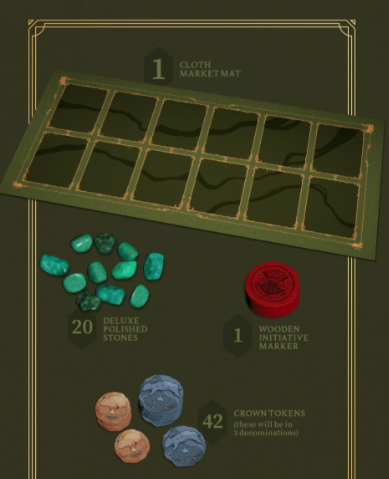 1
CLOTH
MARKET MAT
20
DELUXE
POLISHED
STONES
1
WOODEN
INITIATIVE
MARKER
42
CROWN TOKENS
(these will be in
3 denominations)